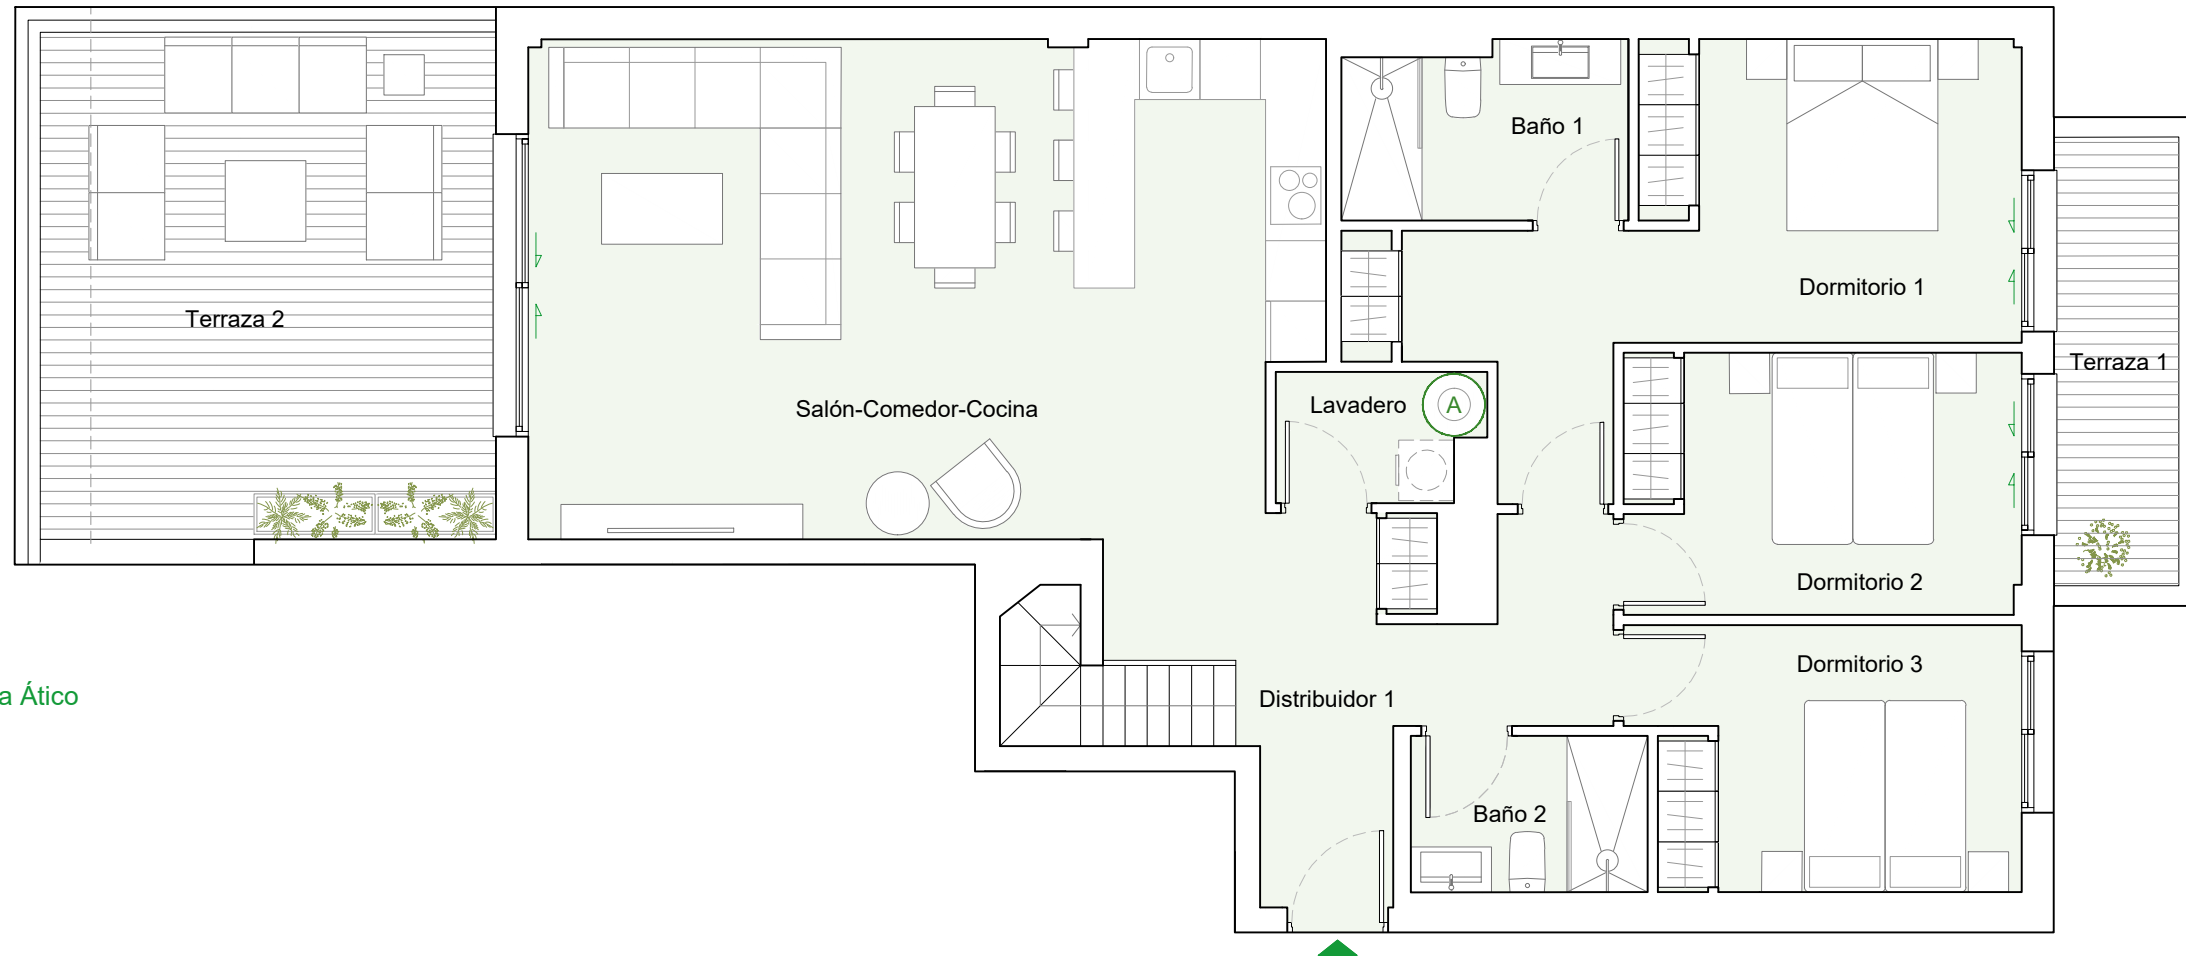 Baño 1
Dormitorio 1
Terraza 2
Terraza 1
Salón-Comedor-Cocina
Lavadero
A
Dormitorio 2
Dormitorio 3
a Ático
Distribuidor 1
Baño 2